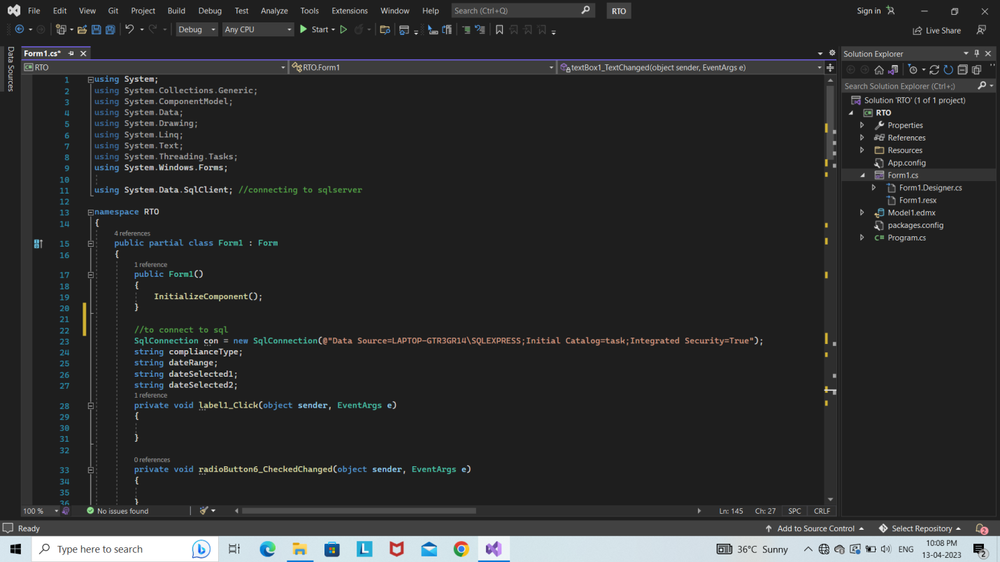 File Edit View Git Project Build Debug Test Analyze Tools Extensions Window Help Search (Ctrl+Q) RTO Sign in
Debug Any CPU Start Live Share
Data Sources
Form1.cs*
RTO RTO.Form1 textBox1_TextChanged(object sender, EventArgs e)
1 using System;
2 using System.Collections.Generic;
3 using System.ComponentModel;
4 using System.Data;
5 using System.Drawing;
6 using System.Linq;
7 using System.Text;
8 using System.Threading.Tasks;
9 using System.Windows.Forms;
10
11 using System.Data.SqlClient; //connecting to sqlserver
12
13 namespace RTO
14 {
4 references
15 public partial class Form1 : Form
16 {
1 reference
17 public Form1()
18 {
19 InitializeComponent();
20 }
21
22 //to connect to sql
23 SqlConnection con = new SqlConnection(@"Data Source=LAPTOP-GTR3GR14\SQLEXPRESS;Initial Catalog=task;Integrated Security=True");
24 string complianceType;
25 string dateRange;
26 string dateSelected1;
27 string dateSelected2;
1 reference
28 private void label1_Click(object sender, EventArgs e)
29 {
30
31 }
32
0 references
33 private void radioButton6_CheckedChanged(object sender, EventArgs e)
34 {
35
36 }
100 % No issues found Ln: 145 Ch: 27 SPC CRLF
Solution Explorer
Search Solution Explorer (Ctrl+;)
Solution 'RTO' (1 of 1 project)
RTO
Properties
References
Resources
App.config
Form1.cs
Form1.Designer.cs
Form1.resx
Model1.edmx
packages.config
C# Program.cs
Ready Add to Source Control Select Repository 2
Type here to search L 36°C Sunny ENG 10:08 PM
13-04-2023 2